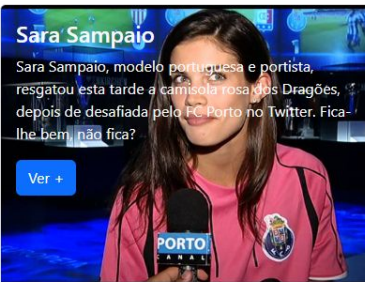 Sara Sampaio
Sara Sampaio, modelo portuguesa e portista,
resgatou esta tarde a camisola rosa dos Dragões,
depois de desafiada pelo FC Porto no Twitter. Fica-
lhe bem, não fica?
Ver +
PORTO
CANAL